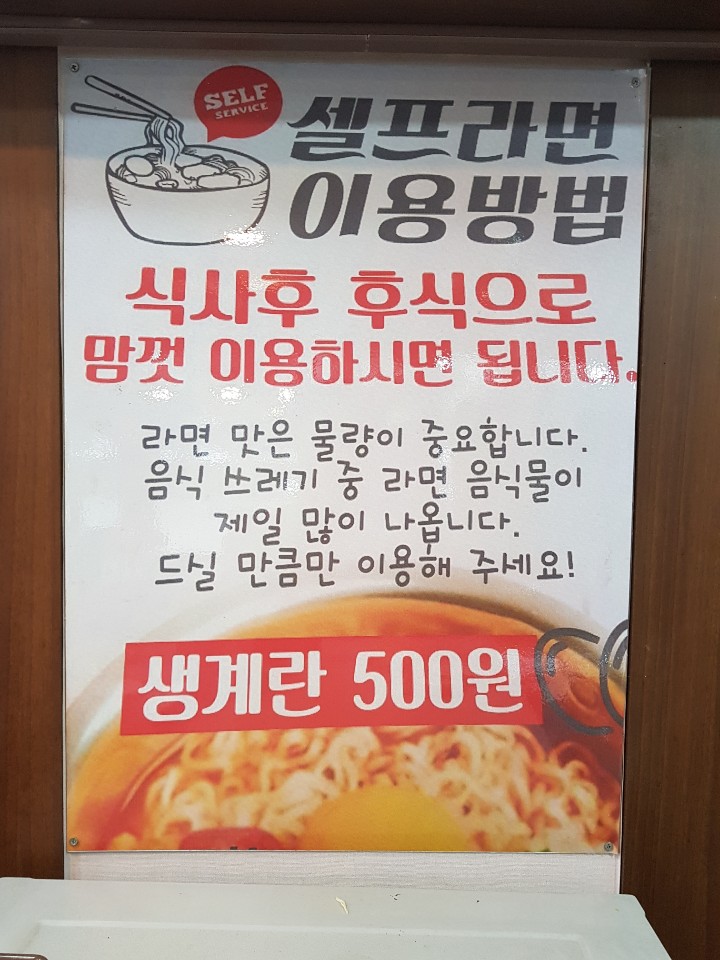 SELF
SERVICE
셀프라면
이용방법
식사후 후식으로
맘껏 이용하시면 됩니다.
라면 맛은 물량이 중요합니다.
음식 쓰레기 중 라면 음식물이
제일 많이 나옵니다.
드실 만큼만 이용해 주세요!
생계란 500원